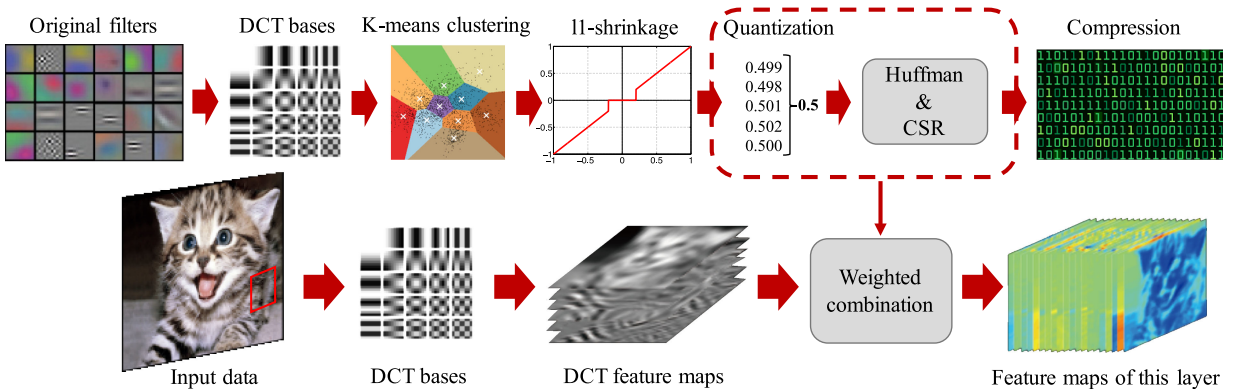 Original filters
DCT bases
K-means clustering
l1-shrinkage
Quantization
Compression
1
0.5
0
−0.5
−1
−1
−0.5
0
0.5
1
0.499
0.498
0.501
0.502
0.500
0.5
Huffman
&
CSR
Input data
DCT bases
DCT feature maps
Weighted
combination
Feature maps of this layer